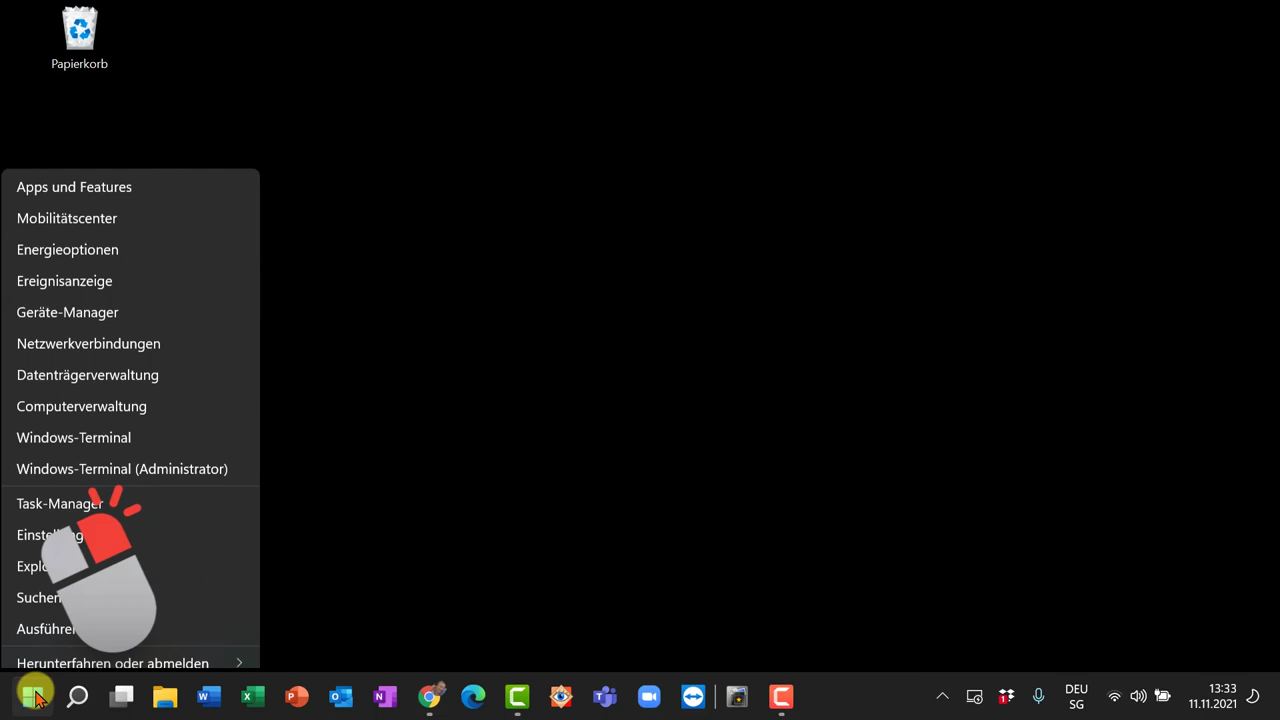 Papierkorb
Apps und Features
Mobilitätscenter
Energieoptionen
Ereignisanzeige
Geräte-Manager
Netzwerkverbindungen
Datenträgerverwaltung
Computerverwaltung
Windows-Terminal
Windows-Terminal (Administrator)
Task-Manager
Suchen
Herunterfahren oder abmelden
DEU
SG
13:33
11.11.2021